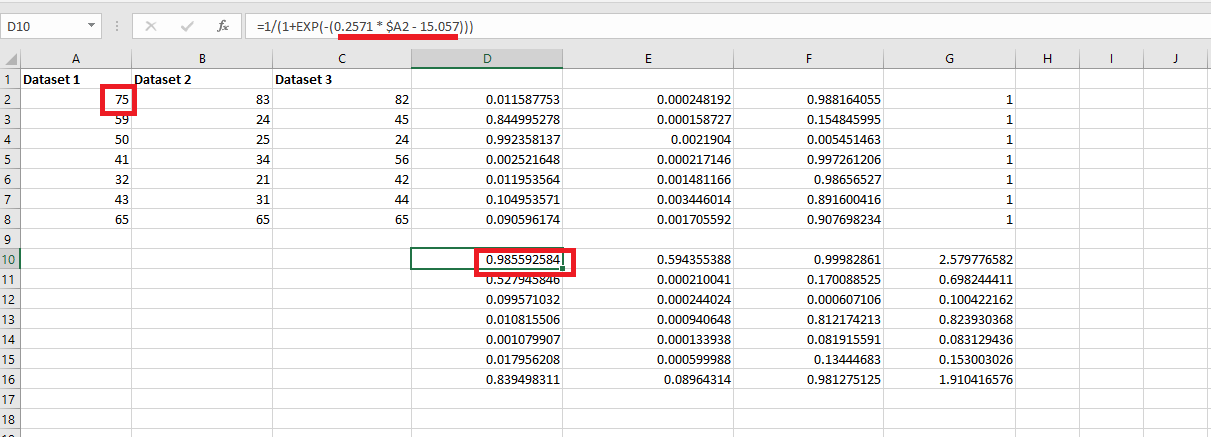 D10 fx =1/(1+EXP(-(0.2571 * $A2 - 15.057)))
A B C D E F G H I J
1 Dataset 1 Dataset 2 Dataset 3
2 75 83 82 0.011587753 0.000248192 0.988164055 1
3 59 24 45 0.844995278 0.000158727 0.154845995 1
4 50 25 24 0.992358137 0.0021904 0.005451463 1
5 41 34 56 0.002521648 0.000217146 0.997261206 1
6 32 21 42 0.011953564 0.001481166 0.98656527 1
7 43 31 44 0.104953571 0.003446014 0.891600416 1
8 65 65 65 0.090596174 0.001705592 0.907698234 1
9
10 0.985592584 0.594355388 0.99982861 2.579776582
11 0.527945846 0.000210041 0.170088525 0.698244411
12 0.099571032 0.000244024 0.000607106 0.100422162
13 0.010815506 0.000940648 0.812174213 0.823930368
14 0.001079907 0.000133938 0.081915591 0.083129436
15 0.017956208 0.000599988 0.13444683 0.153003026
16 0.839498311 0.08964314 0.981275125 1.910416576
17
18